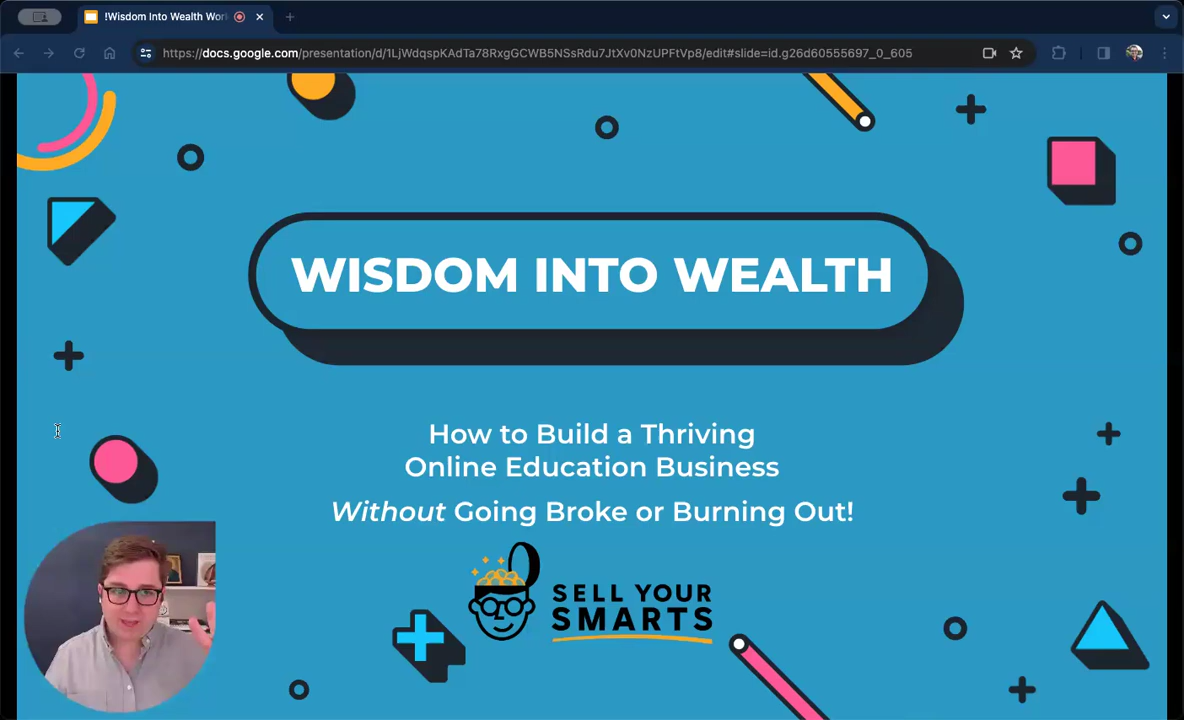 !Wisdom Into Wealth Wor
https://docs.google.com/presentation/d/1LjWdqspKAdTa78RxgGCWB5NSsRdu7JtXv0NzUPFtVp8/edit#slide=id.g26d60555697_0_605
WISDOM INTO WEALTH
How to Build a Thriving
Online Education Business
Without Going Broke or Burning Out!
SELL YOUR
SMARTS